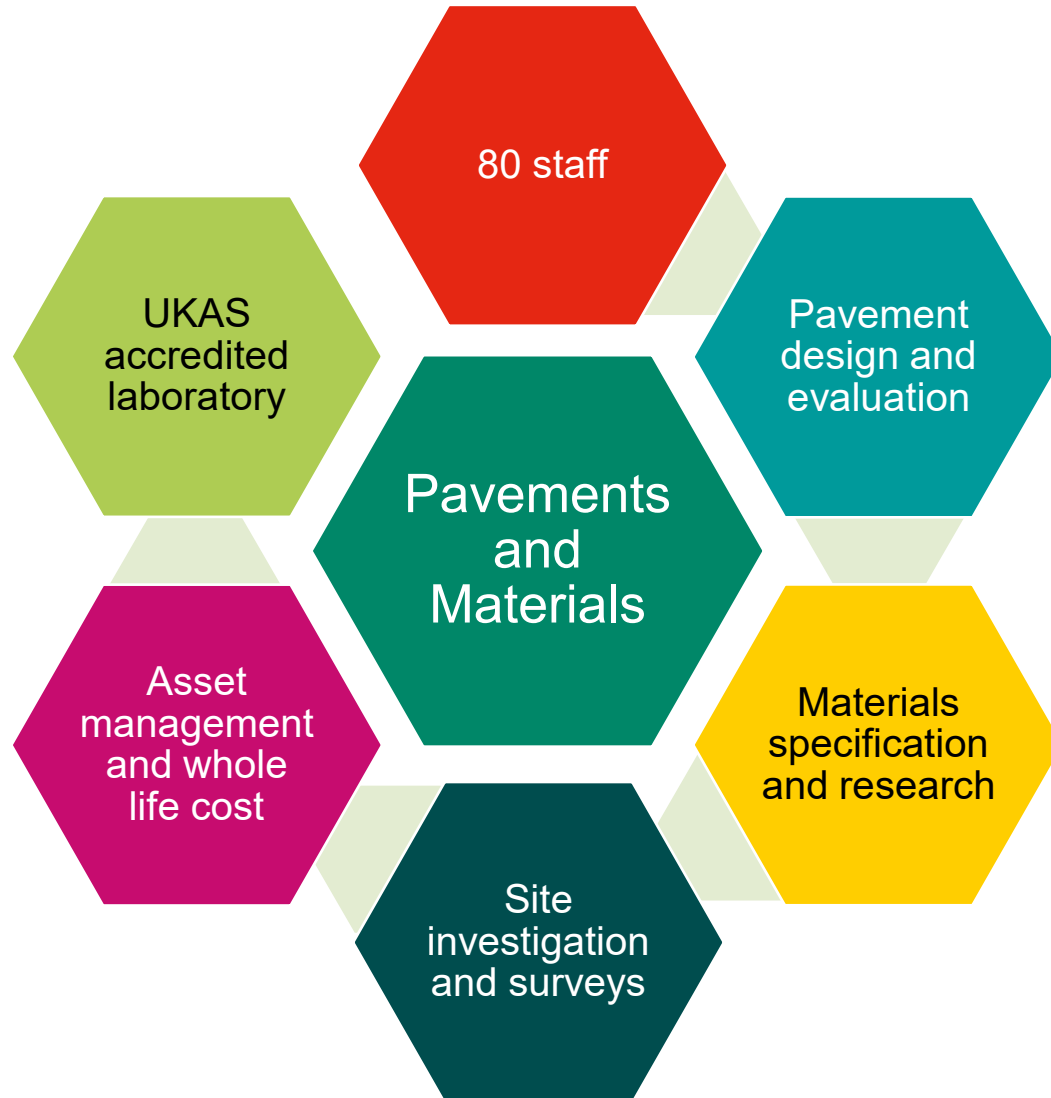 80 staff
Pavement
design and
evaluation
Materials
specification
and research
Site
investigation
and surveys
Asset
management
and whole
life cost
UKAS
accredited
laboratory
Pavements
and
Materials